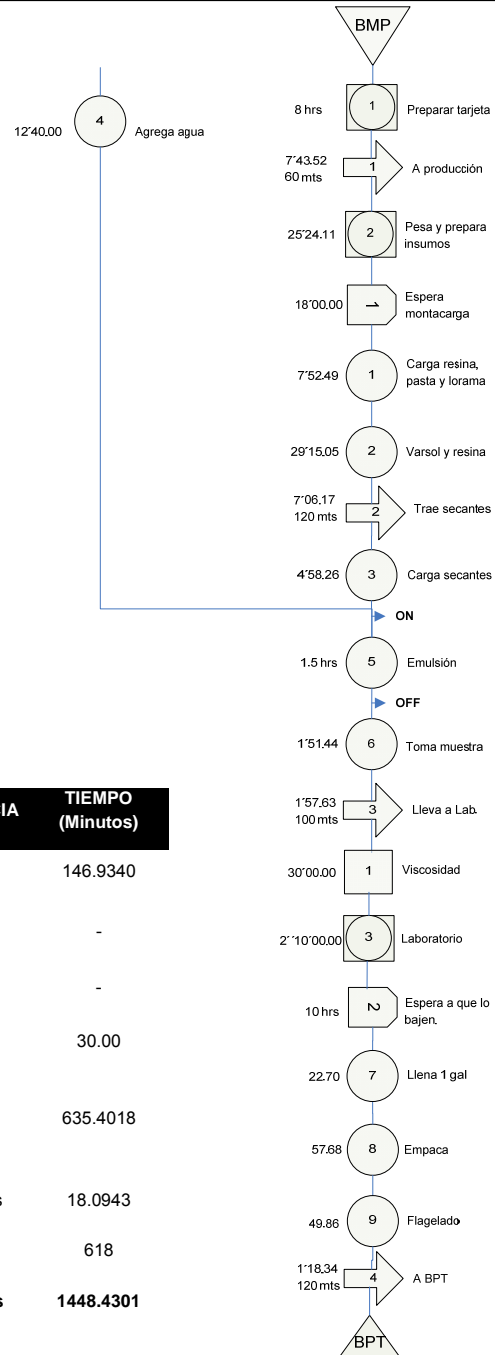 BMP
8 hrs
1
Preparar tarjeta
4
12´40.00
Agrega agua
7´43.52
60 mts
1
A producción
25´24.11
2
Pesa y prepara
insumos
18´00.00
1
Espera
montacarga
7´52.49
1
Carga resina,
pasta y lorama
29´15.05
2
Varsol y resina
7´06.17
120 mts
2
Trae secantes
4´58.26
3
Carga secantes
ON
1.5 hrs
5
Emulsión
OFF
1´51.44
6
Toma muestra
1´57.63
100 mts
3
Lleva a Lab.
30´00.00
1
Viscosidad
2´´10´00.00
3
Laboratorio
10 hrs
2
Espera a que lo
bajen.
22.70
7
Llena 1 gal
57.68
8
Empaca
49.86
9
Flagelado
1´18.34
120 mts
4
A BPT
BPT
IA
TIEMPO
(Minutos)
146.9340
-
-
30.00
635.4018
s 18.0943
618
s 1448.4301